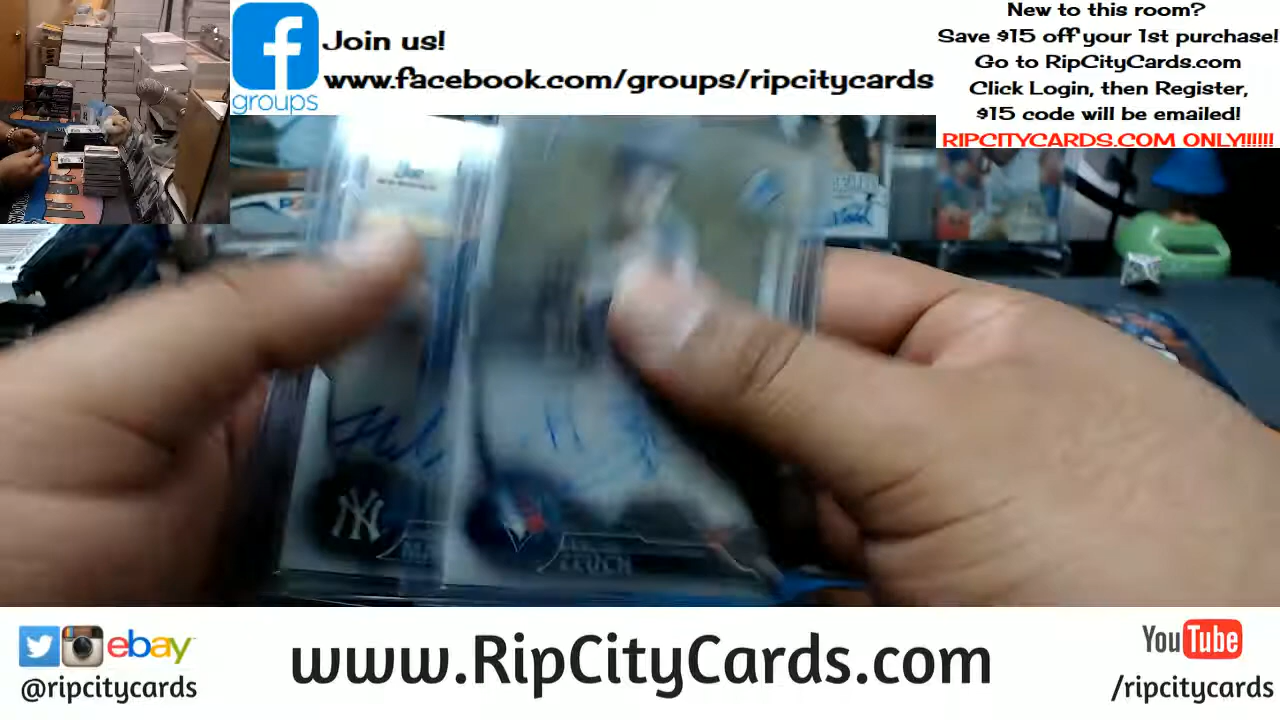 groups
Join us!
www.facebook.com/groups/ripcitycards
New to this room?
Save $15 off your 1st purchase!
Go to RipCityCards.com
Click Login, then Register,
$15 code will be emailed!
RIPCITYCARDS.COM ONLY!!!!!!
NY
ebay
@ripcitycards
www.RipCityCards.com
YouTube
/ripcitycards